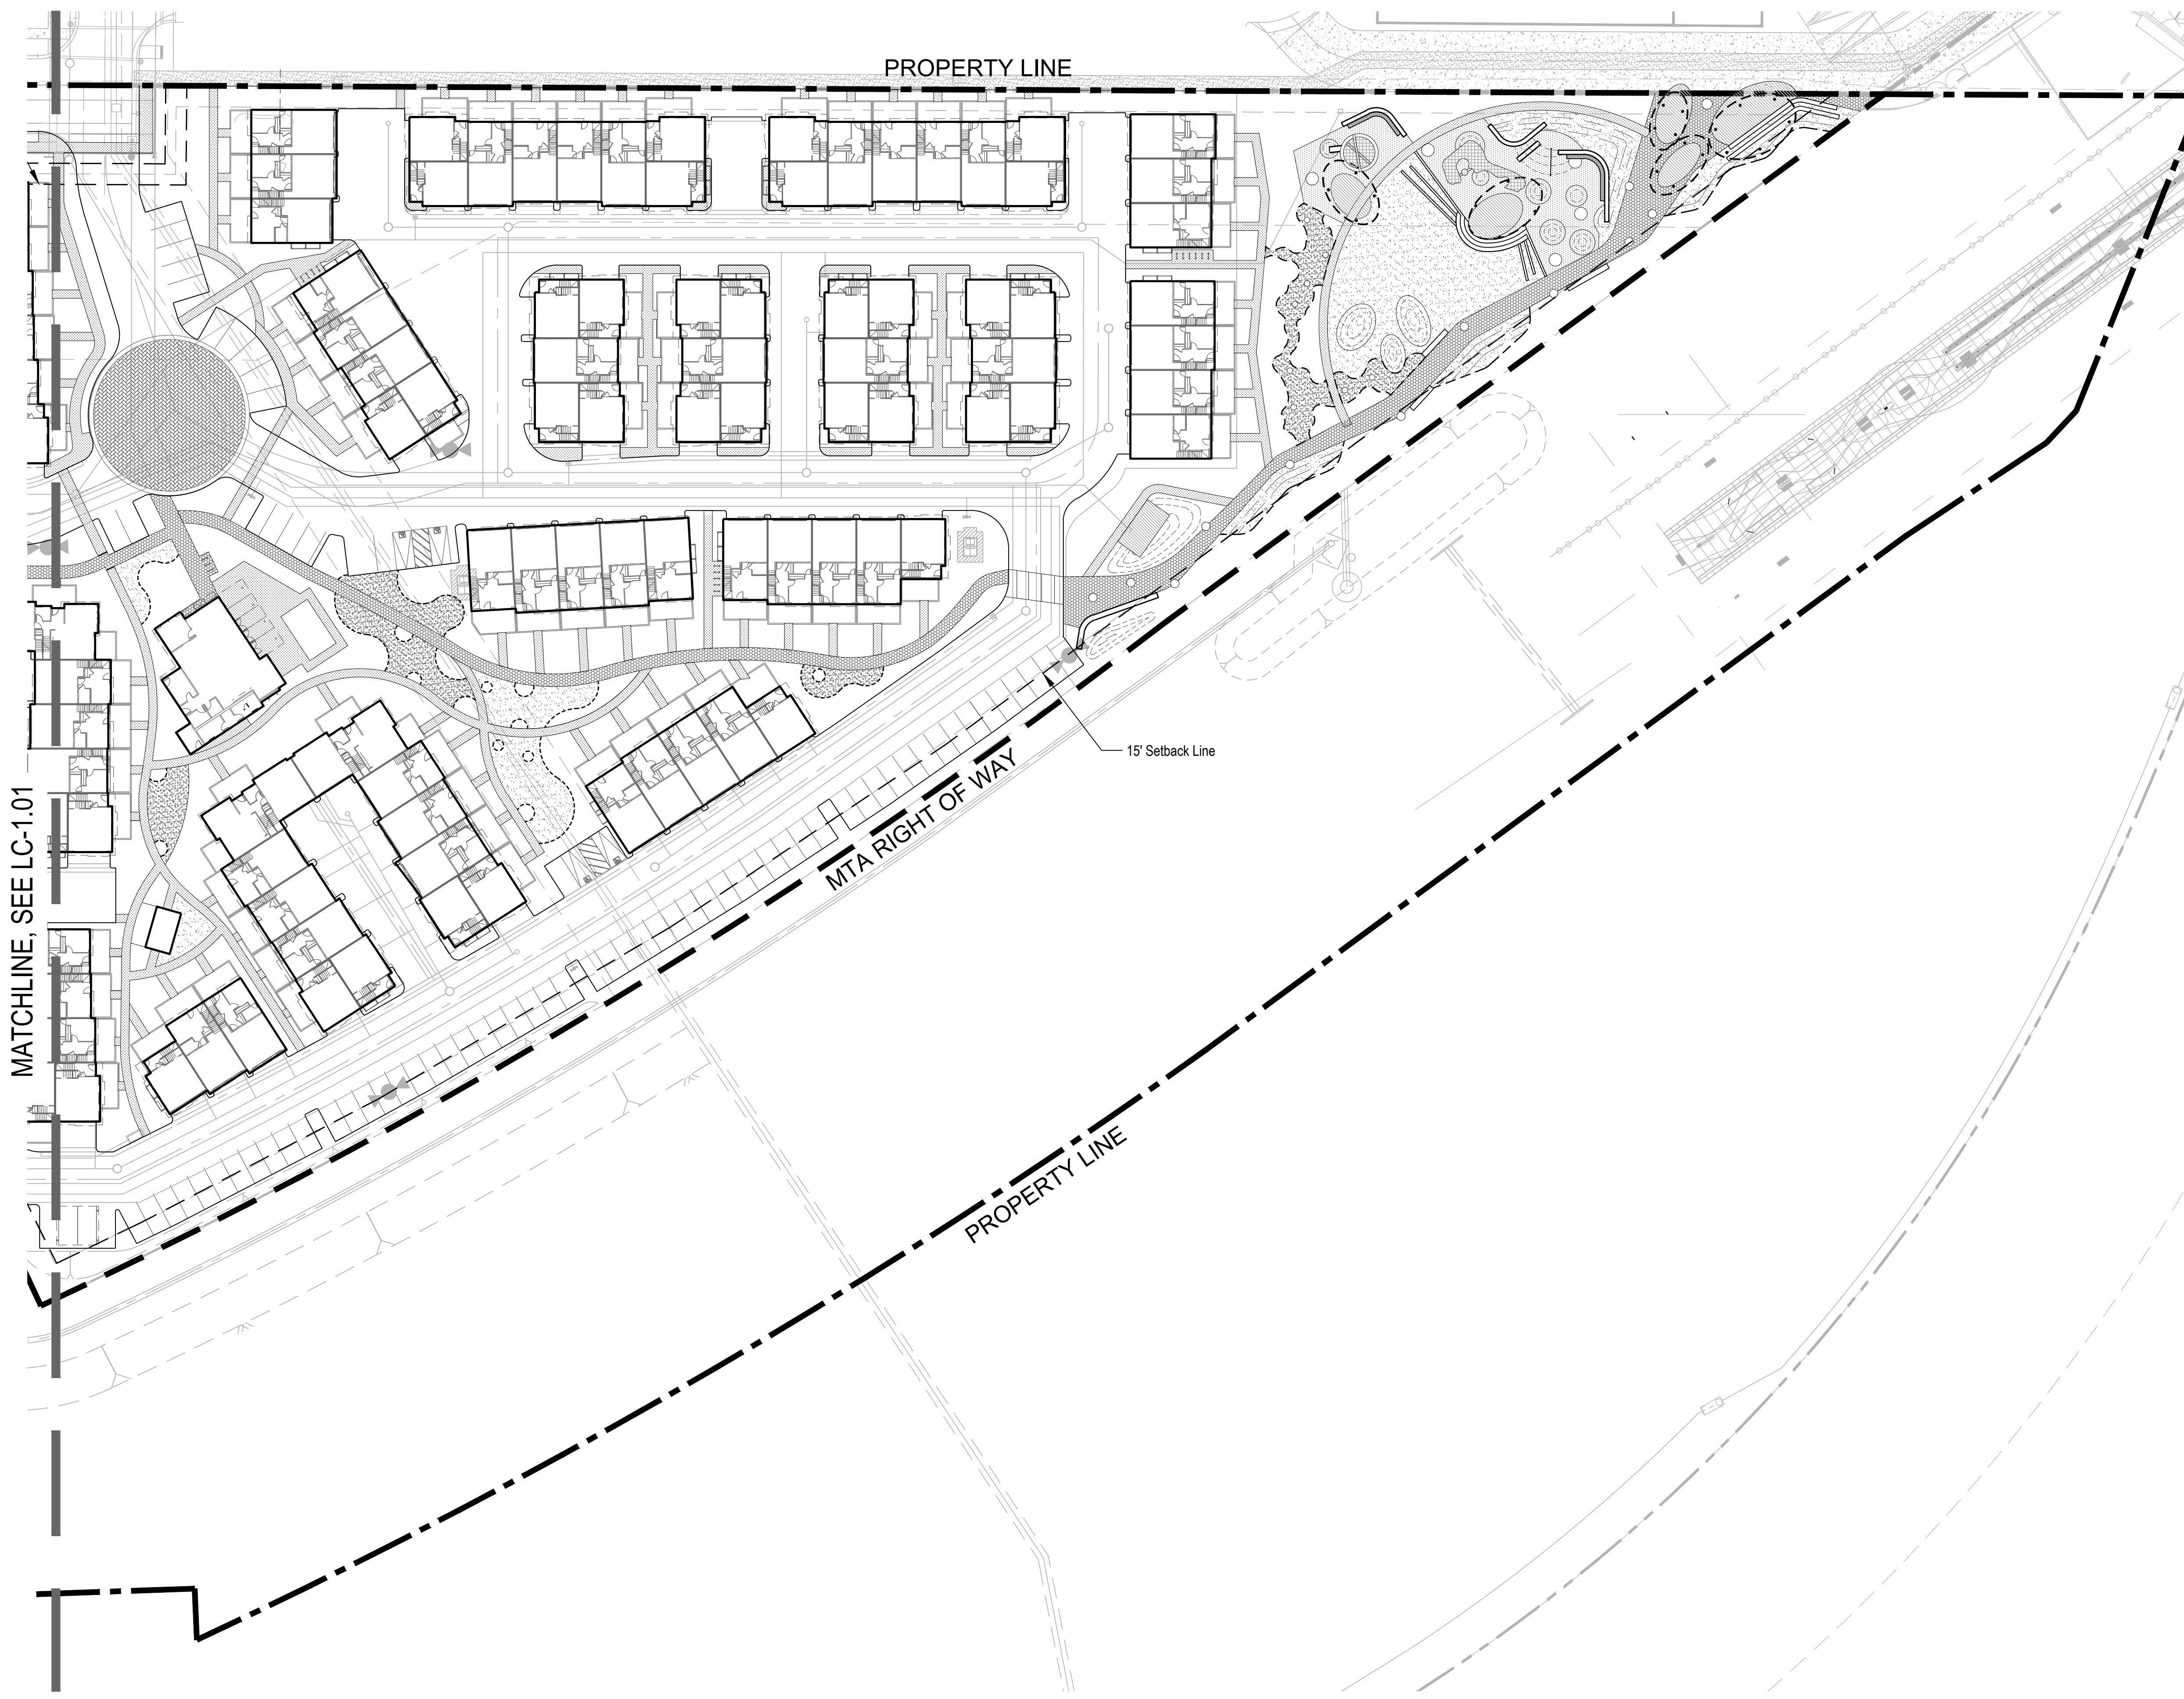 PROPERTY LINE
15' Setback Line
MTA RIGHT OF WAY
MATCHLINE, SEE LC-1.01
PROPERTY LINE